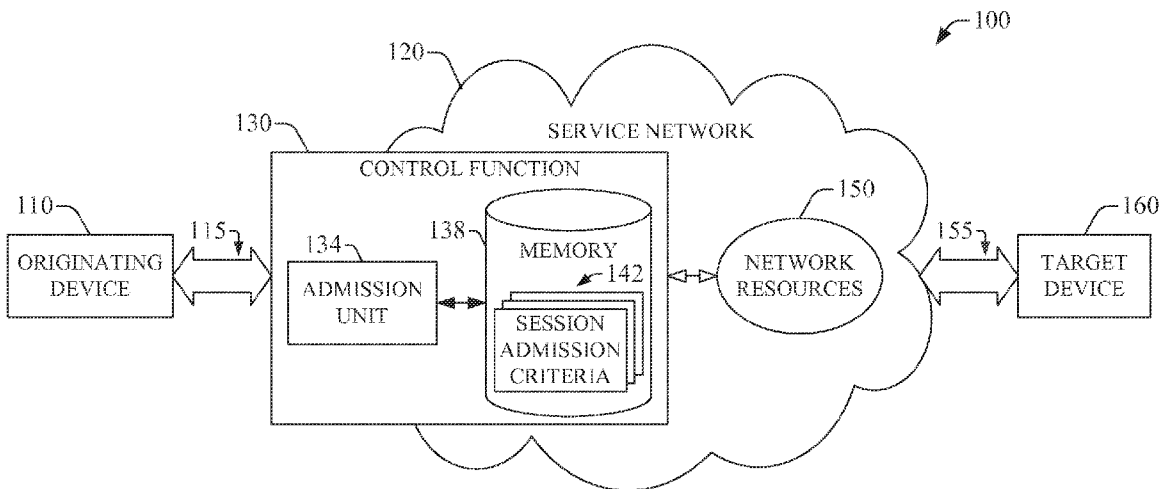 100
120
SERVICE NETWORK
130
CONTROL FUNCTION
110
115
ORIGINATING
DEVICE
134
ADMISSION
UNIT
138
MEMORY
142
SESSION
ADMISSION
CRITERIA
150
NETWORK
RESOURCES
155
160
TARGET
DEVICE